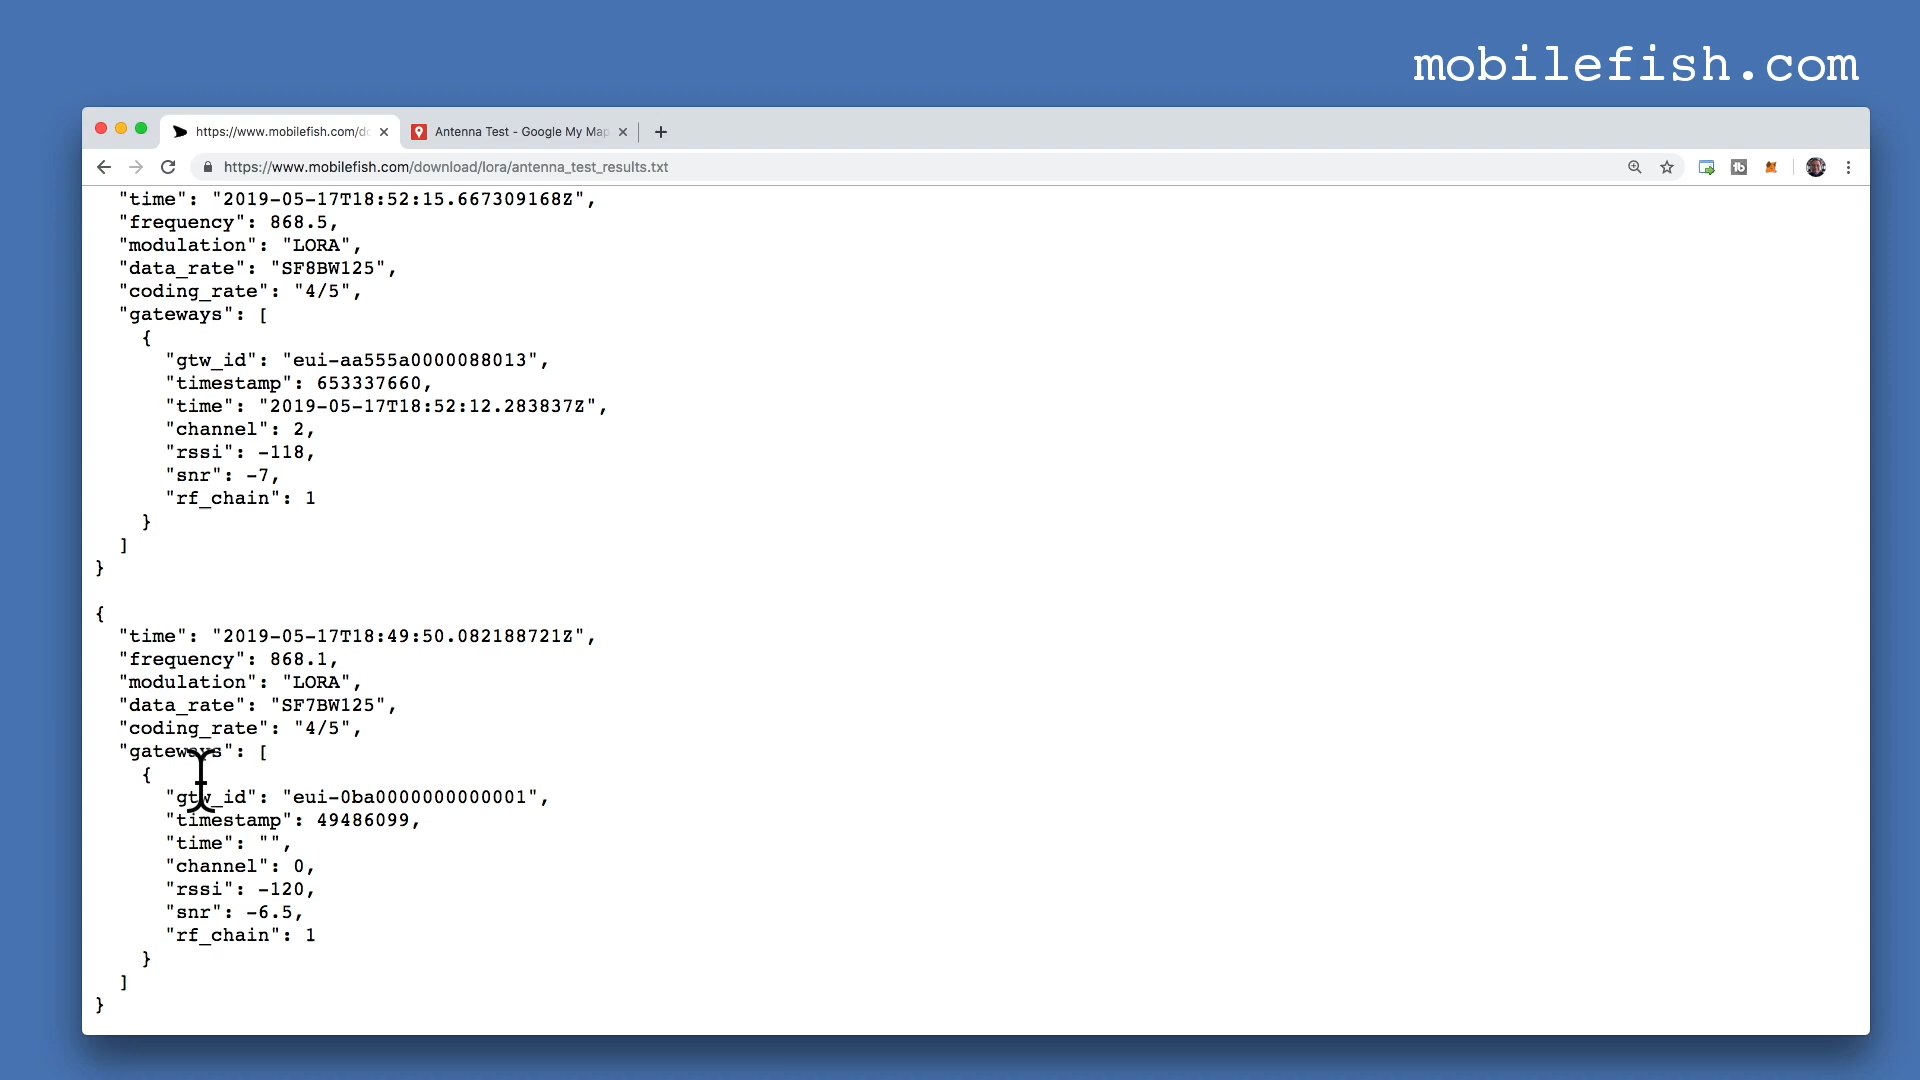 mobilefish.com
https://www.mobilefish.com/do
Antenna Test - Google My Map
https://www.mobilefish.com/download/lora/antenna_test_results.txt
"time": "2019-05-17T18:52:15.667309168Z",
"frequency": 868.5,
"modulation": "LORA",
"data_rate": "SF8BW125",
"coding_rate": "4/5",
"gateways": [
{
"gtw_id": "eui-aa555a0000088013",
"timestamp": 653337660,
"time": "2019-05-17T18:52:12.283837Z",
"channel": 2,
"rssi": -118,
"snr": -7,
"rf_chain": 1
}
]
}
{
"time": "2019-05-17T18:49:50.082188721Z",
"frequency": 868.1,
"modulation": "LORA",
"data_rate": "SF7BW125",
"coding_rate": "4/5",
"gateways": [
{
"gtw_id": "eui-0ba0000000000001",
"timestamp": 49486099,
"time": "",
"channel": 0,
"rssi": -120,
"snr": -6.5,
"rf_chain": 1
}
]
}